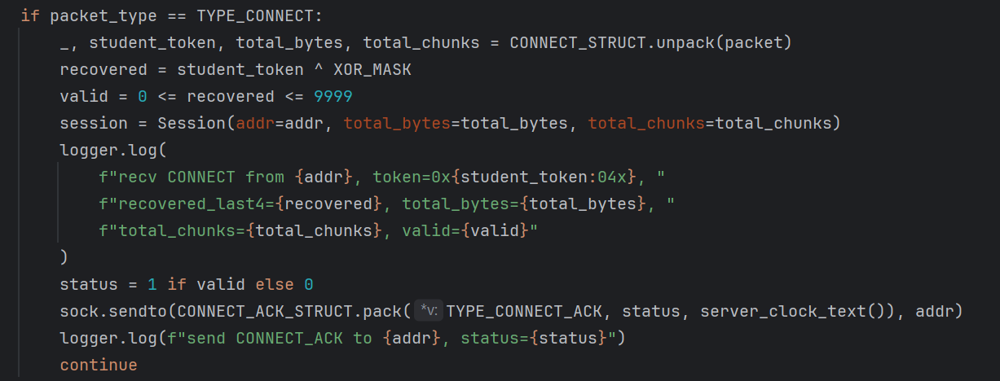 if packet_type == TYPE_CONNECT:
    _, student_token, total_bytes, total_chunks = CONNECT_STRUCT.unpack(packet)
    recovered = student_token ^ XOR_MASK
    valid = 0 <= recovered <= 9999
    session = Session(addr=addr, total_bytes=total_bytes, total_chunks=total_chunks)
    logger.log(
        f"recv CONNECT from {addr}, token=0x{student_token:04x}, "
        f"recovered_last4={recovered}, total_bytes={total_bytes}, "
        f"total_chunks={total_chunks}, valid={valid}"
    )
    status = 1 if valid else 0
    sock.sendto(CONNECT_ACK_STRUCT.pack( *v: TYPE_CONNECT_ACK, status, server_clock_text()), addr)
    logger.log(f"send CONNECT_ACK to {addr}, status={status}")
    continue